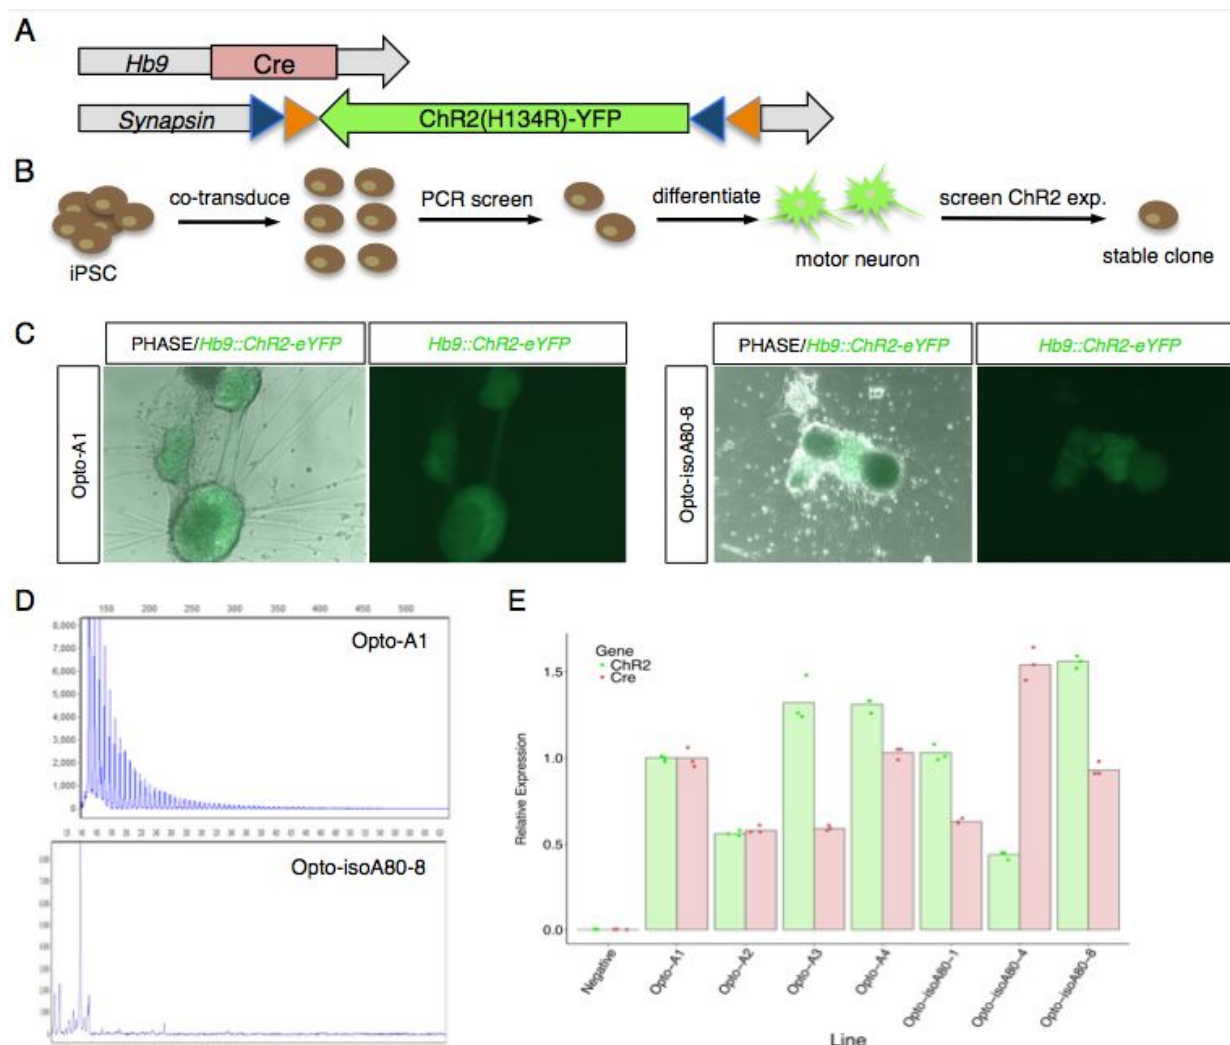 A
Hb9
Cre
Synapsin
ChR2(H134R)-YFP
B
co-transduce
PCR screen
differentiate
screen ChR2 exp.
iPSC
motor neuron
stable clone
C
PHASE/Hb9::ChR2-eYFP
Hb9::ChR2-eYFP
PHASE/Hb9::ChR2-eYFP
Hb9::ChR2-eYFP
Opto-A1
Opto-isoA80-8
D
150 200 250 300 350 400 450 500
8,000
7,000
6,000
5,000
4,000
3,000
2,000
1,000
0
Opto-A1
Opto-isoA80-8
E
Gene
ChR2
Cre
Relative Expression
1.5
1.0
0.5
0.0
Negative
Opto-A1
Opto-A2
Opto-A3
Opto-A4
Opto-isoA80-1
Opto-isoA80-4
Opto-isoA80-8
Line